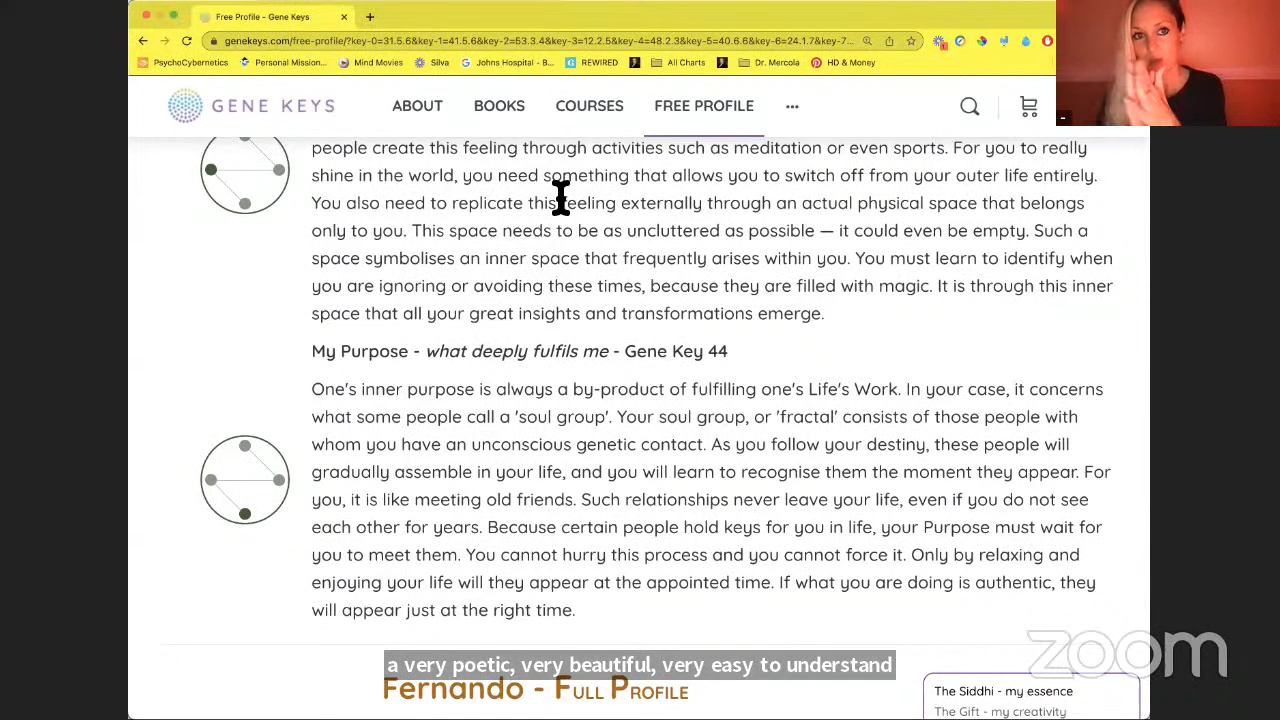 Free Profile - Gene Keys
genekeys.com/free-profile/?key-0=31.5.6&key-1=41.5.6&key-2=53.3.4&key-3=12.2.5&key-4=48.2.3&key-5=40.6.6&key-6=24.1.7&key-7...
PsychoCybernetics Personal Mission... Mind Movies Silva Johns Hospital - B... REWIRED All Charts Dr. Mercola HD & Money
GENE KEYS ABOUT BOOKS COURSES FREE PROFILE ...
people create this feeling through activities such as meditation or even sports. For you to really
shine in the world, you need something that allows you to switch off from your outer life entirely.
You also need to replicate this feeling externally through an actual physical space that belongs
only to you. This space needs to be as uncluttered as possible — it could even be empty. Such a
space symbolises an inner space that frequently arises within you. You must learn to identify when
you are ignoring or avoiding these times, because they are filled with magic. It is through this inner
space that all your great insights and transformations emerge.
My Purpose - what deeply fulfils me - Gene Key 44
One's inner purpose is always a by-product of fulfilling one's Life's Work. In your case, it concerns
what some people call a 'soul group'. Your soul group, or 'fractal' consists of those people with
whom you have an unconscious genetic contact. As you follow your destiny, these people will
gradually assemble in your life, and you will learn to recognise them the moment they appear. For
you, it is like meeting old friends. Such relationships never leave your life, even if you do not see
each other for years. Because certain people hold keys for you in life, your Purpose must wait for
you to meet them. You cannot hurry this process and you cannot force it. Only by relaxing and
enjoying your life will they appear at the appointed time. If what you are doing is authentic, they
will appear just at the right time.
zoom
a very poetic, very beautiful, very easy to understand
Fernando - Full Profile
The Siddhi - my essence
The Gift - my creativity